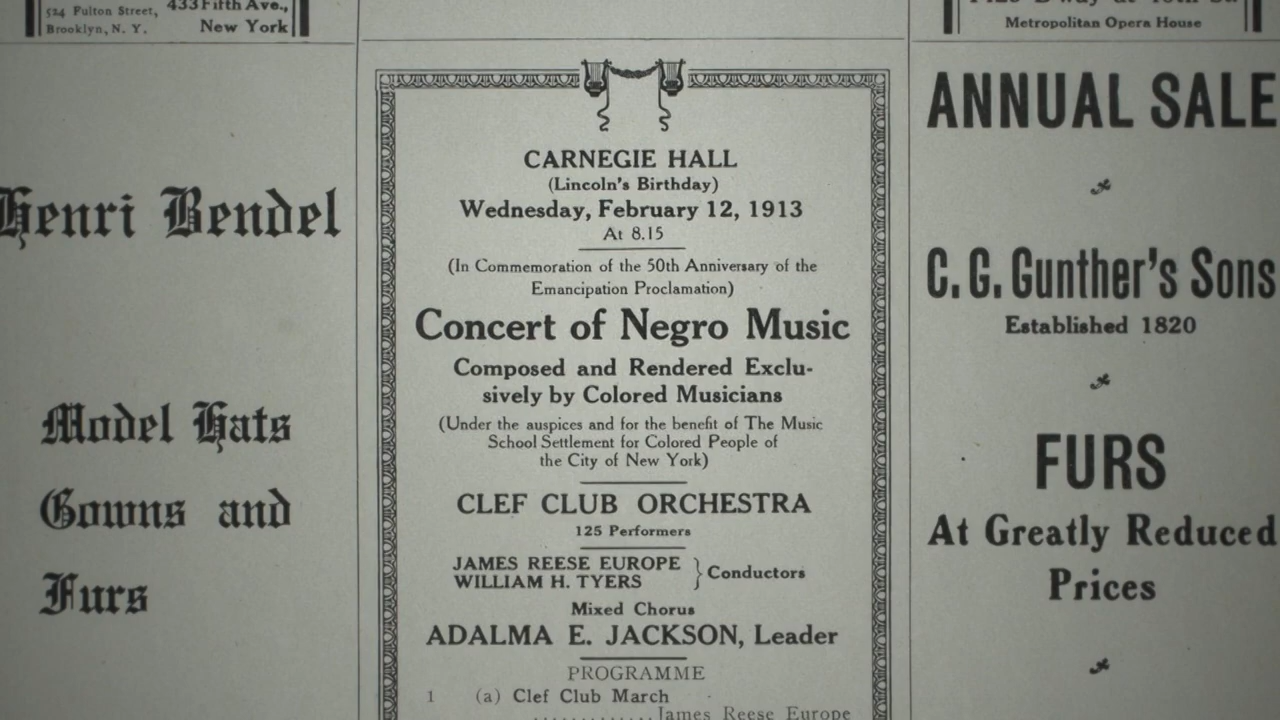 524 Fulton Street,
Brooklyn, N. Y.
433 Fifth Ave.,
New York
Henri Bendel
Model Hats
Gowns and
Furs
CARNEGIE HALL
(Lincoln's Birthday)
Wednesday, February 12, 1913
At 8.15
(In Commemoration of the 50th Anniversary of the
Emancipation Proclamation)
Concert of Negro Music
Composed and Rendered Exclu-
sively by Colored Musicians
(Under the auspices and for the benefit of The Music
School Settlement for Colored People of
the City of New York)
CLEF CLUB ORCHESTRA
125 Performers
JAMES REESE EUROPE
WILLIAM H. TYERS
} Conductors
Mixed Chorus
ADALMA E. JACKSON, Leader
PROGRAMME
1 (a) Clef Club March
............James Reese Europe
Metropolitan Opera House
ANNUAL SALE
C. G. Gunther's Sons
Established 1820
FURS
At Greatly Reduced
Prices